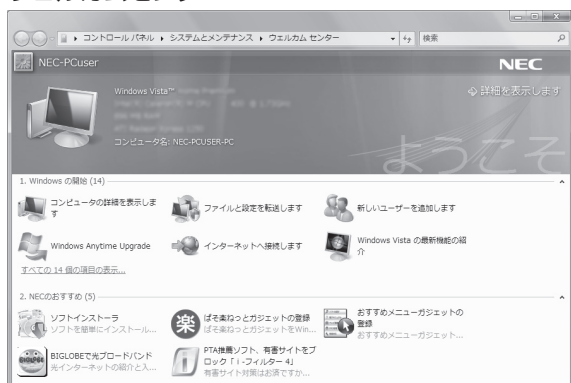 コントロール パネル ▸ システムとメンテナンス ▸ ウェルカム センター
検索
NEC-PCuser
NEC
Windows Vista™
詳細を表示します
コンピュータ名: NEC-PCUSER-PC
ようこそ
1. Windows の開始 (14)
コンピュータの詳細を表示しま
す
ファイルと設定を転送します
新しいユーザーを追加します
Windows Anytime Upgrade
インターネットへ接続します
Windows Vista の最新機能の紹
介
すべての 14 個の項目の表示...
2. NECのおすすめ (5)
ソフトインストーラ
ソフトを簡単にインストール...
楽
ぱそ楽ねっとガジェットの登録
ぱそ楽ねっとガジェットをWin...
おすすめメニューガジェットの
登録
おすすめメニューガジェット...
BIGLOBE
BIGLOBEで光ブロードバンド
光インターネットの紹介と入...
i
PTA推薦ソフト、有害サイトをブ
ロック「i -フィルター 4」
有害サイト対策はお済ですか...